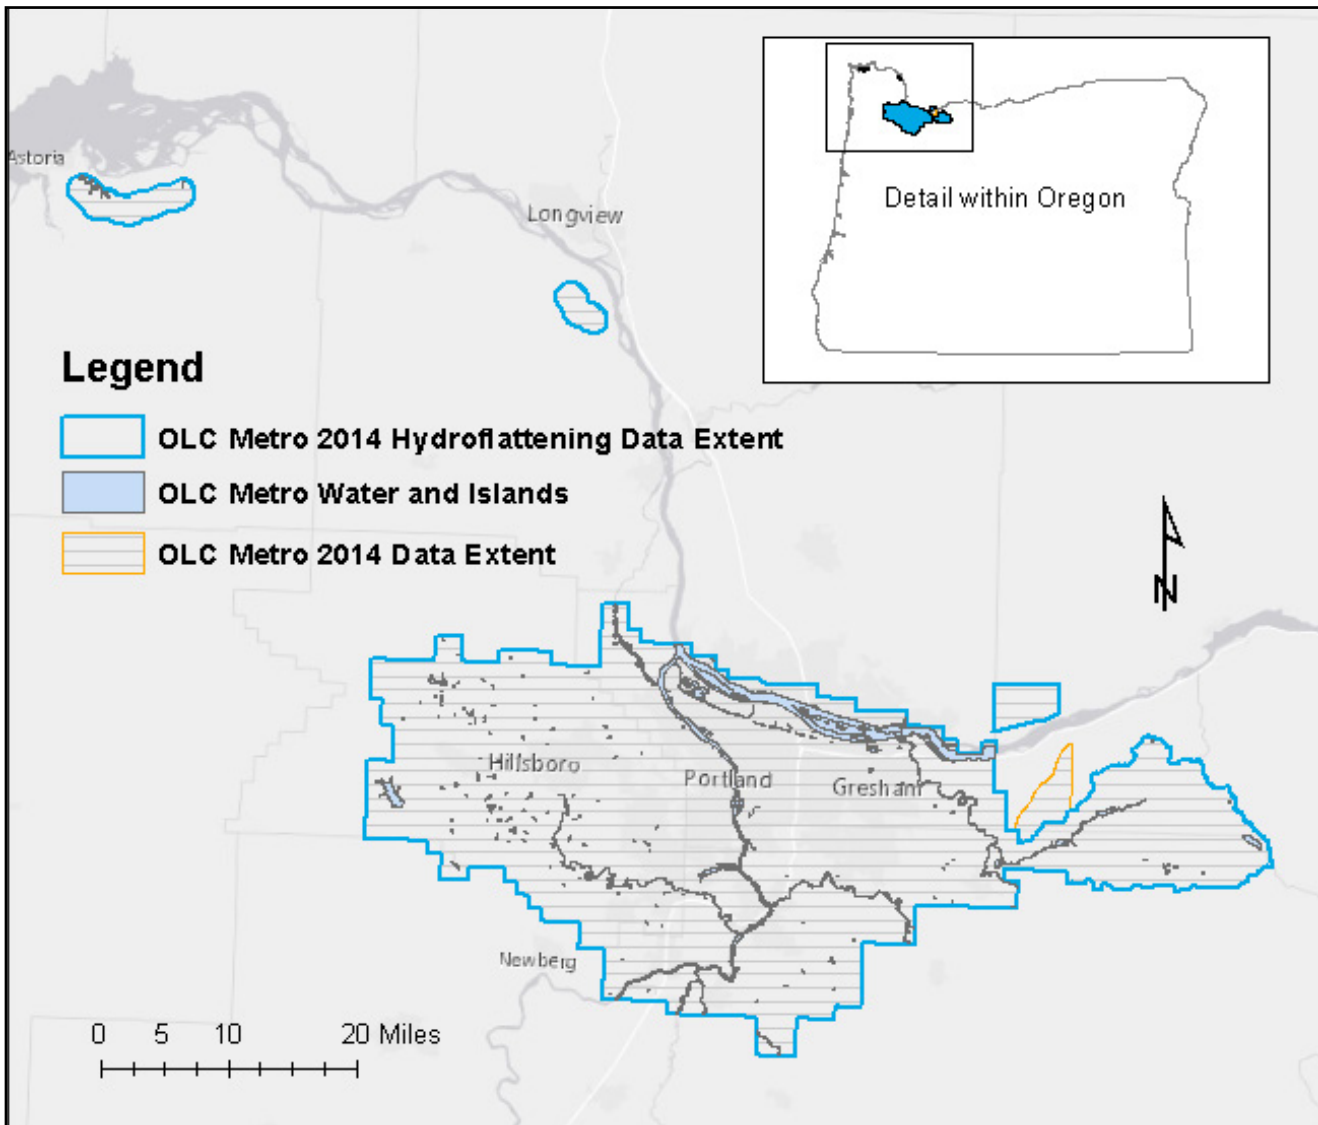 Astoria
Longview
Detail within Oregon
Legend
OLC Metro 2014 Hydroflattening Data Extent
OLC Metro Water and Islands
OLC Metro 2014 Data Extent
N
Hillsboro
Portland
Gresham
Newberg
0 5 10 20 Miles